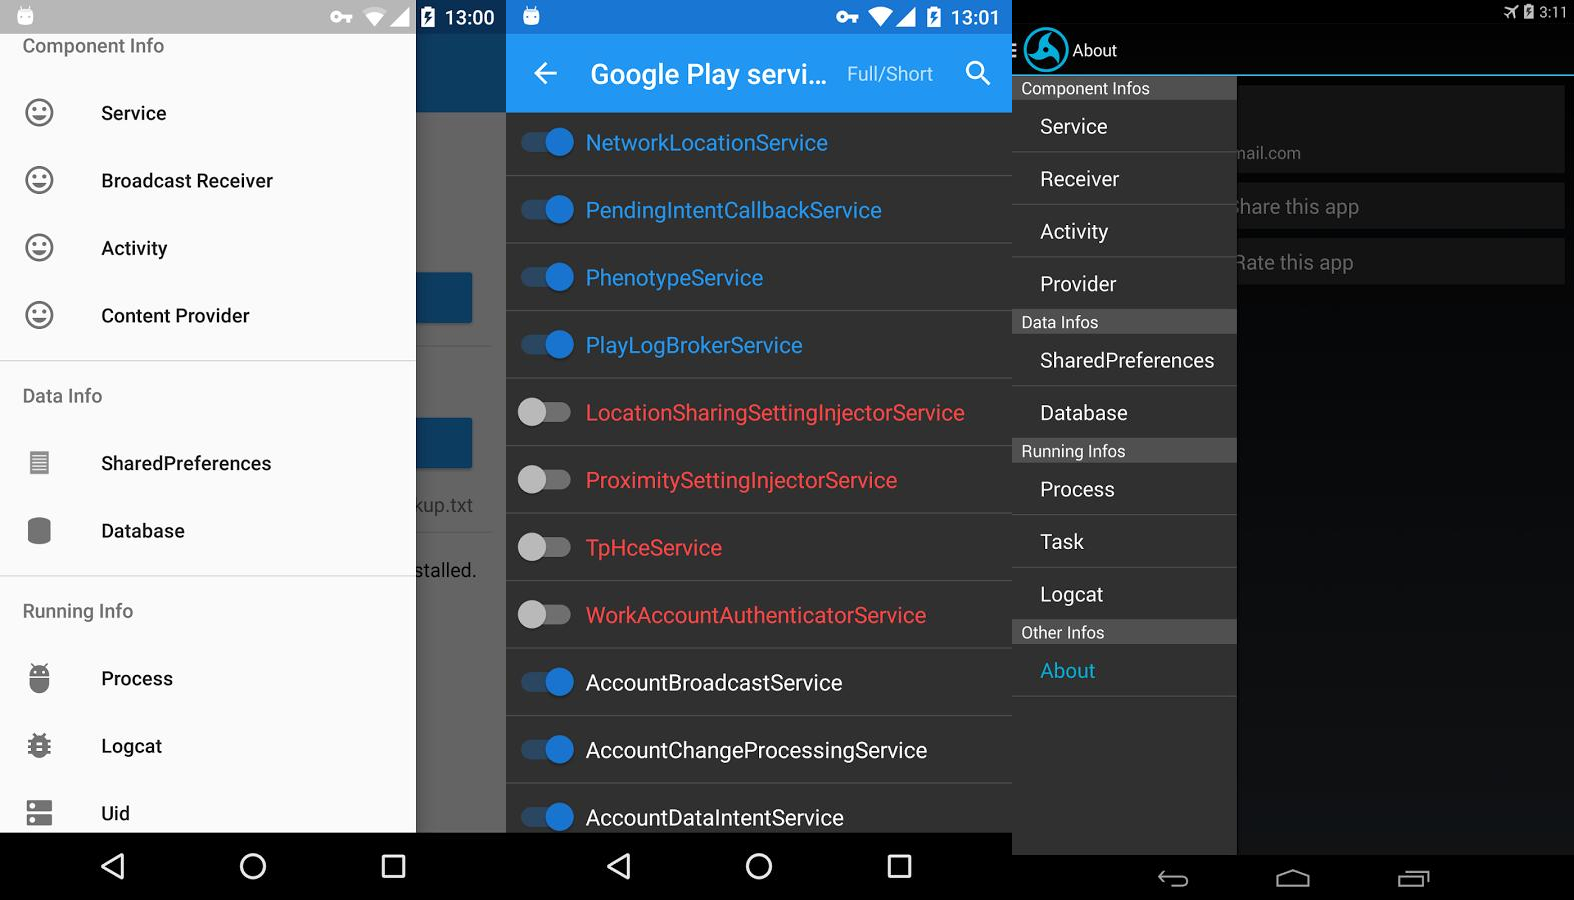 13:00
Component Info
Service
Broadcast Receiver
Activity
Content Provider
Data Info
SharedPreferences
Database
kup.txt
stalled.
Running Info
Process
Logcat
Uid
13:01
Google Play servi...
Full/Short
NetworkLocationService
PendingIntentCallbackService
PhenotypeService
PlayLogBrokerService
LocationSharingSettingInjectorService
ProximitySettingInjectorService
TpHceService
WorkAccountAuthenticatorService
AccountBroadcastService
AccountChangeProcessingService
AccountDataIntentService
3:11
About
Component Infos
Service
Receiver
Activity
Provider
Data Infos
SharedPreferences
Database
Running Infos
Process
Task
Logcat
Other Infos
About
mail.com
Share this app
Rate this app